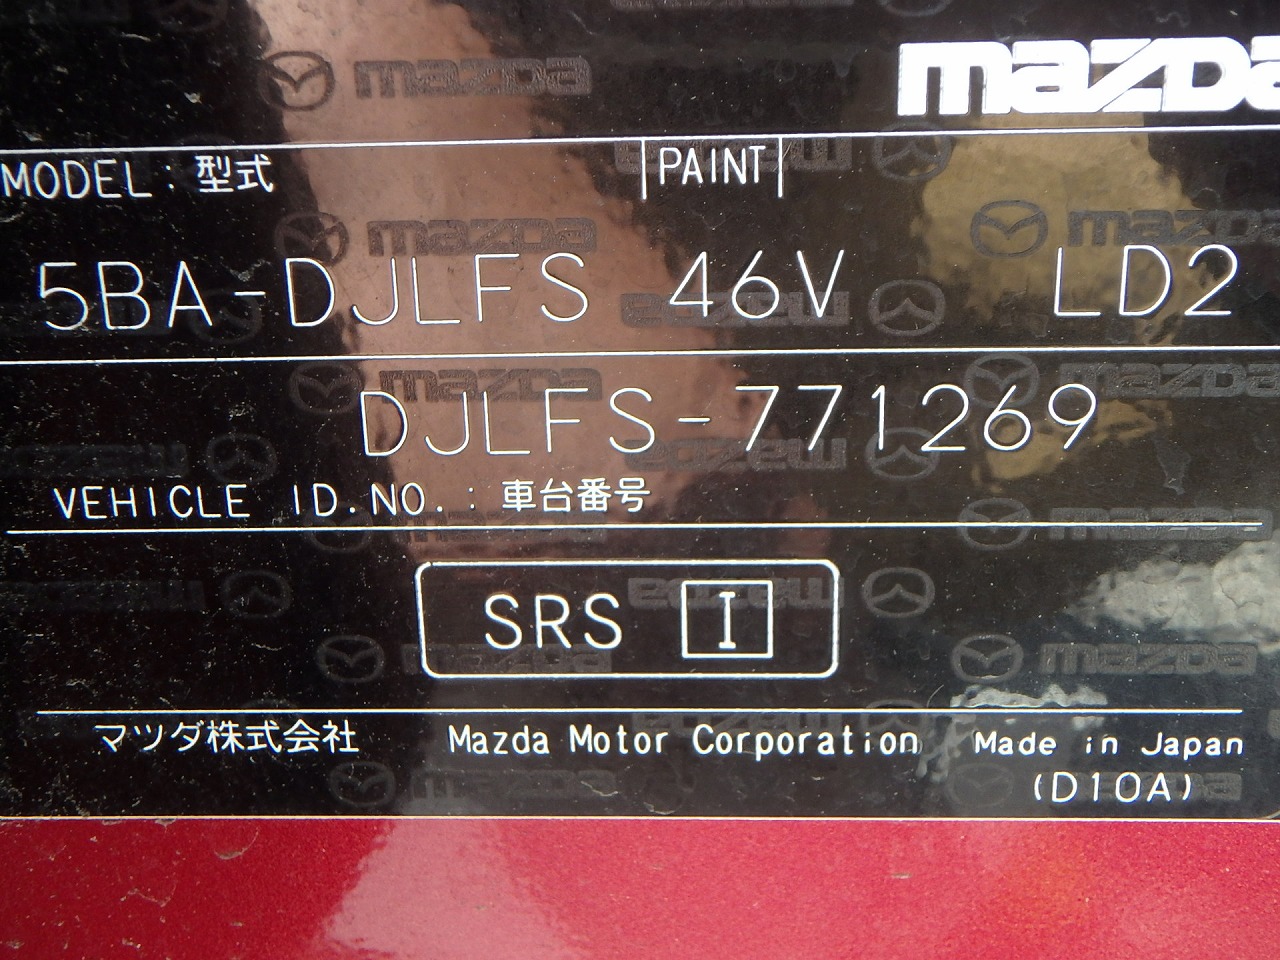 mazda
MODEL : 型式 PAINT
5BA-DJLFS 46V LD2
DJLFS-771269
VEHICLE ID.NO. : 車台番号
SRS I
マツダ株式会社 Mazda Motor Corporation Made in Japan
(D10A)